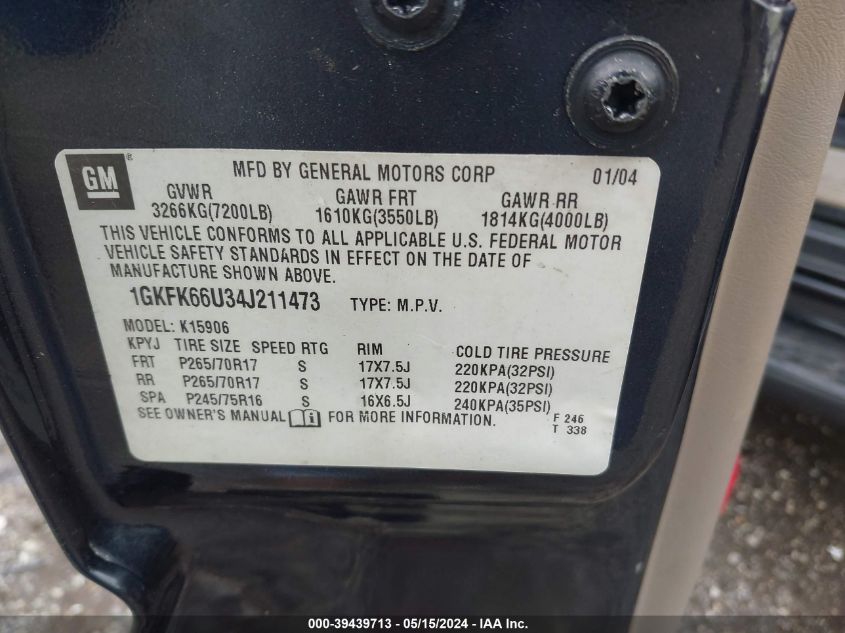 GM ®
MFD BY GENERAL MOTORS CORP 01/04
GVWR GAWR FRT GAWR RR
3266KG(7200LB) 1610KG(3550LB) 1814KG(4000LB)
THIS VEHICLE CONFORMS TO ALL APPLICABLE U.S. FEDERAL MOTOR
VEHICLE SAFETY STANDARDS IN EFFECT ON THE DATE OF
MANUFACTURE SHOWN ABOVE.
1GKFK66U34J211473 TYPE: M.P.V.
MODEL: K15906
KPYJ TIRE SIZE SPEED RTG RIM COLD TIRE PRESSURE
FRT P265/70R17 S 17X7.5J 220KPA(32PSI)
RR P265/70R17 S 17X7.5J 220KPA(32PSI)
SPA P245/75R16 S 16X6.5J 240KPA(35PSI)
SEE OWNER'S MANUAL FOR MORE INFORMATION.
F 246
T 338
000-39439713 - 05/15/2024 - IAA Inc.